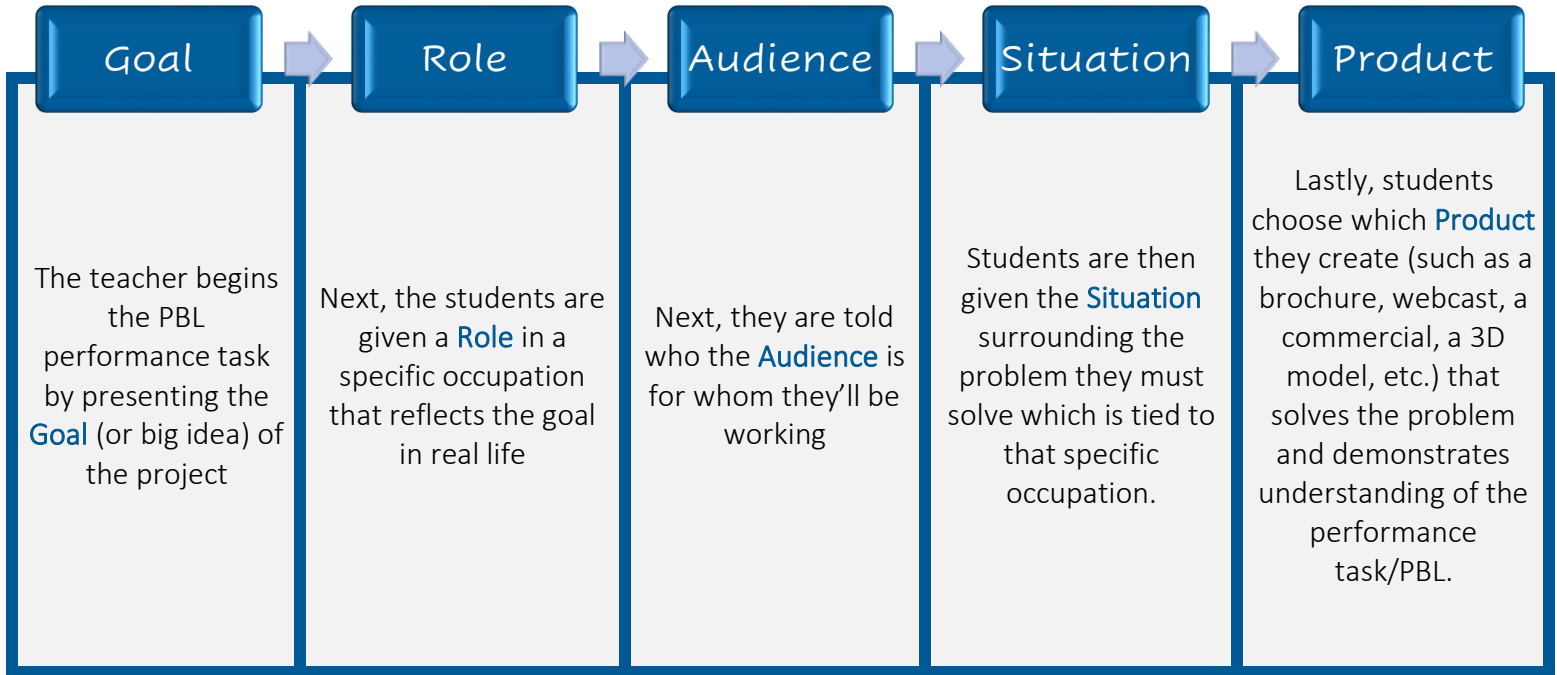 Goal
Role
Audience
Situation
Product
The teacher begins
the PBL
performance task
by presenting the
Goal (or big idea) of
the project
Next, the students are
given a Role in a
specific occupation
that reflects the goal
in real life
Next, they are told
who the Audience is
for whom they’ll be
working
Students are then
given the Situation
surrounding the
problem they must
solve which is tied to
that specific
occupation.
Lastly, students
choose which Product
they create (such as a
brochure, webcast, a
commercial, a 3D
model, etc.) that
solves the problem
and demonstrates
understanding of the
performance
task/PBL.